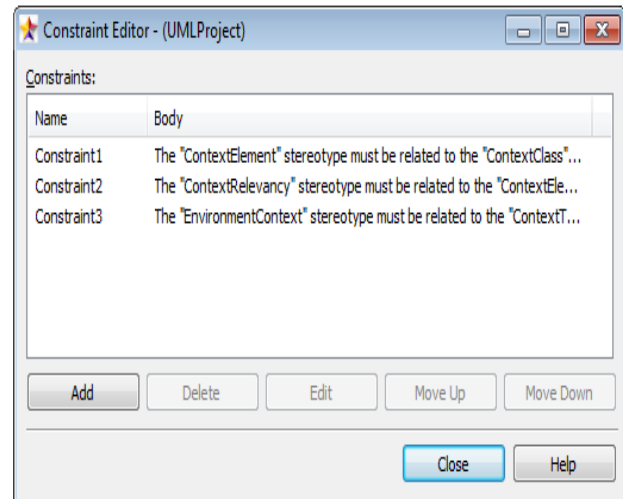 Constraint Editor - (UMLProject)
Constraints:
Name Body
Constraint1 The "ContextElement" stereotype must be related to the "ContextClass"...
Constraint2 The "ContextRelevancy" stereotype must be related to the "ContextEle...
Constraint3 The "EnvironmentContext" stereotype must be related to the "ContextT...
Add Delete Edit Move Up Move Down
Close Help